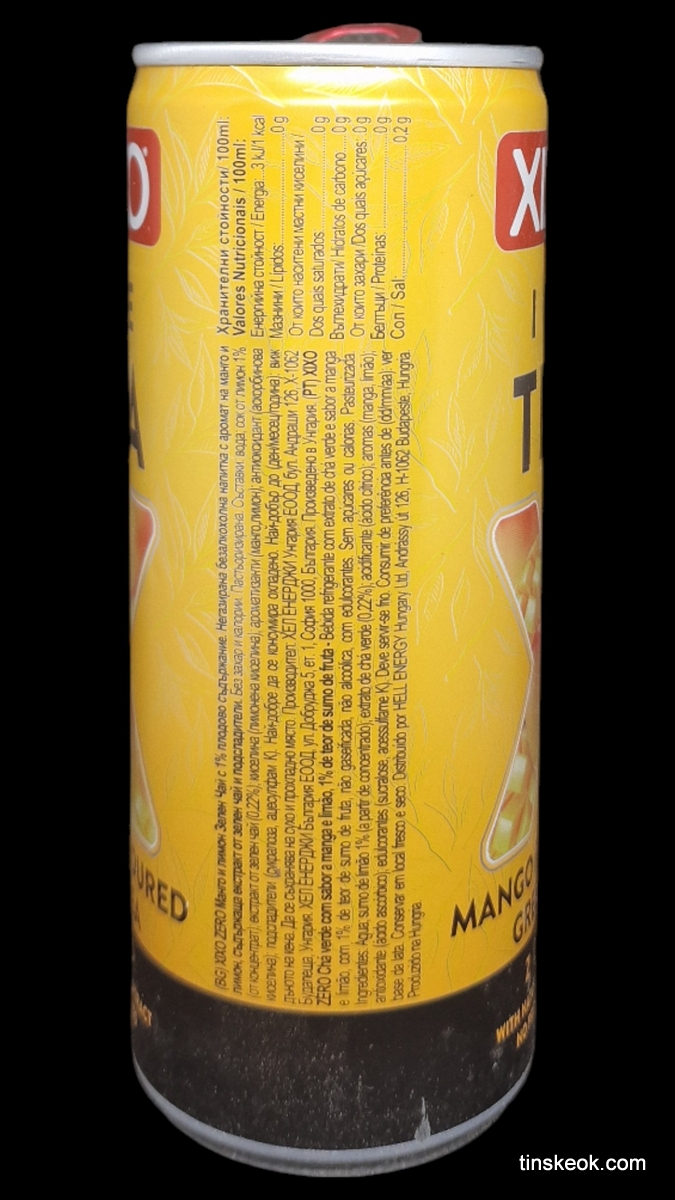 (BG) XIXO ZERO Манго и лимон Зелен Чай с 1% плодово съдържание. Негазирана безалкохолна напитка с аромат на манго и
лимон, съдържаща екстракт от зелен чай и подсладители. Без захар и калории. Пастьоризирана. Съставки: вода, сок от лимон 1%
(от концентрат), екстракт от зелен чай (0,22%), киселина (лимонена киселина), ароматизанти (манго,лимон), антиоксидант (аскорбинова
киселина), подсладители (сукралоза, ацесулфам К). Най-добре да се консумира охладено. Най-добър до (ден/месец/година): виж
дъното на кена. Да се съхранява на сухо и прохладно място. Производител: ХЕЛ ЕНЕРДЖИ Унгария ЕООД, бул. Андраши 126, Х-1062
Будапеща, Унгария. ХЕЛ ЕНЕРДЖИ България ЕООД, ул. Добруджа 5, ет. 1, София 1000, България. Произведено в Унгария. (PT) XIXO
ZERO Chá verde com sabor a manga e limão, 1% de teor de sumo de fruta - Bebida refrigerante com extrato de chá verde e sabor a manga
e limão, com 1% de teor de sumo de fruta, não gaseificada, não alcoólica, com edulcorantes. Sem açúcares ou calorias. Pasteurizada.
Ingredientes: Água, sumo de limão 1% (a partir de concentrado), extrato de chá verde (0,22%), acidificante (ácido cítrico), aromas (manga, limão),
antioxidante (ácido ascórbico), edulcorantes (sucralose, acessulfame K). Deve servir-se frio. Consumir de preferência antes de (dd/mm/aa): ver
base da lata. Conservar em local fresco e seco. Distribuído por HELL ENERGY Hungary Ltd. Andrássy út 126, H-1062 Budapeste, Hungria.
Produzido na Hungria.
Хранителни стойности/ 100ml:
Valores Nutricionais / 100ml:
Енергийна стойност / Energia: 3 kJ/1 kcal
Мазнини / Lípidos 0 g
От които наситени мастни киселини /
Dos quais saturados 0 g
Въглехидрати/ Hidratos de carbono 0 g
От които захари /Dos quais açúcares: 0 g
Белтъци / Proteínas 0 g
Сол / Sal: 0,2 g
XI
MANGO
tinskeok.com